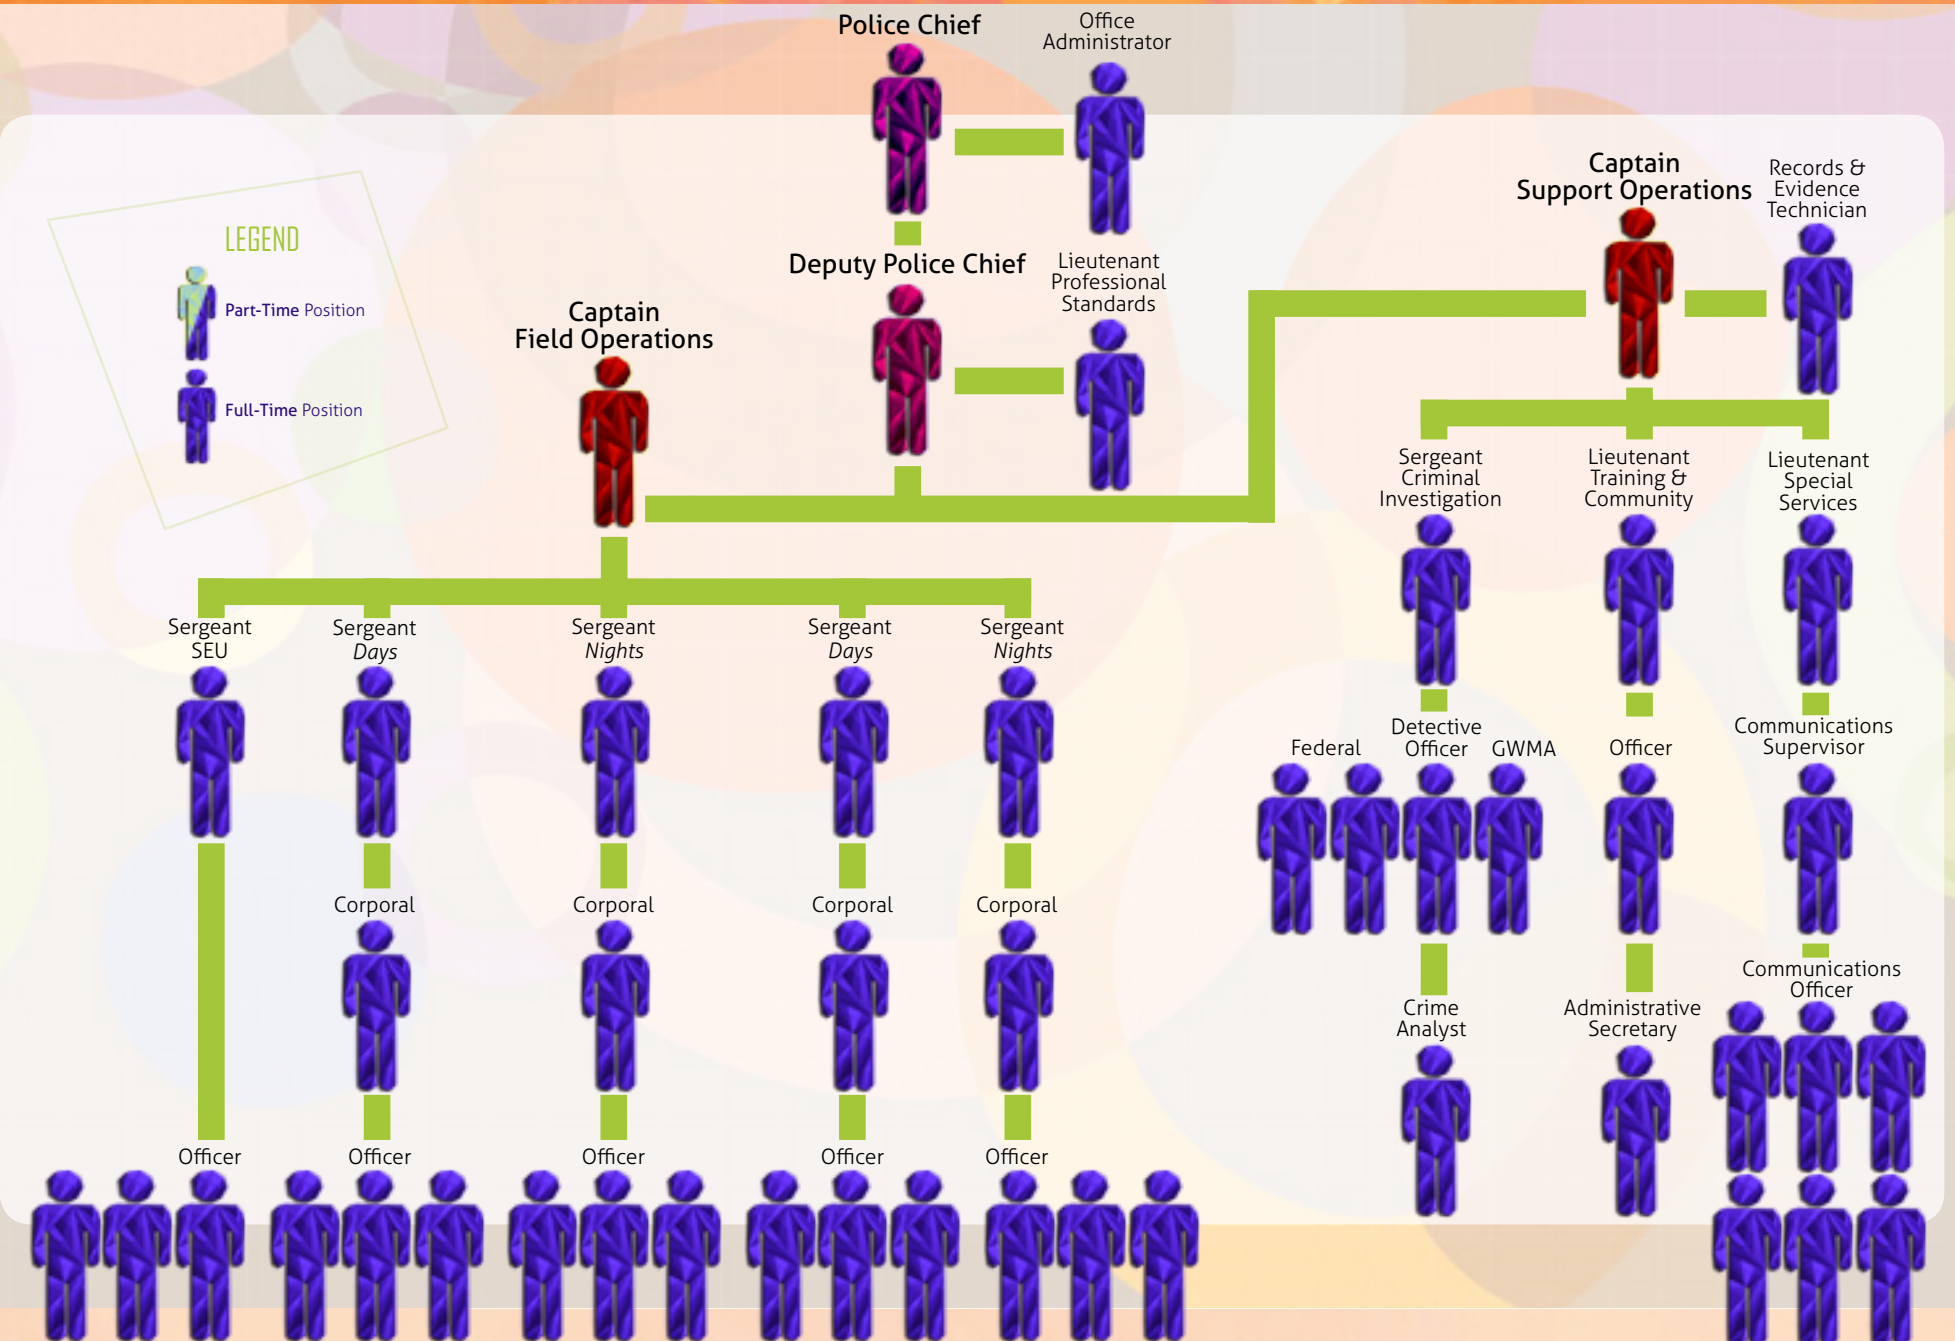 Police Chief
Office
Administrator
Captain
Support Operations
Records &
Evidence
Technician
LEGEND
Part-Time Position
Full-Time Position
Deputy Police Chief
Lieutenant
Professional
Standards
Captain
Field Operations
Sergeant
Criminal
Investigation
Lieutenant
Training &
Community
Lieutenant
Special
Services
Sergeant
SEU
Sergeant
Days
Sergeant
Nights
Sergeant
Days
Sergeant
Nights
Federal
Detective
Officer
GWMA
Officer
Communications
Supervisor
Corporal
Corporal
Corporal
Corporal
Crime
Analyst
Administrative
Secretary
Communications
Officer
Officer
Officer
Officer
Officer
Officer